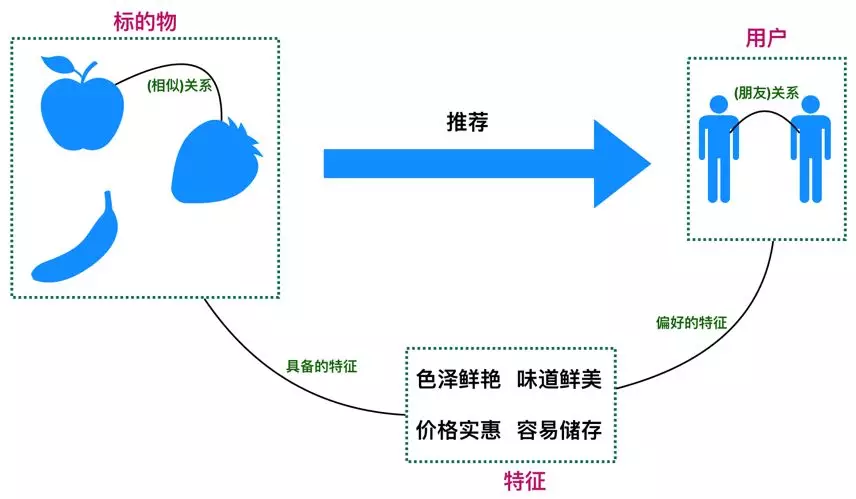 标的物
用户
(相似)关系
(朋友)关系
推荐
偏好的特征
具备的特征
色泽鲜艳 味道鲜美
价格实惠 容易储存
特征